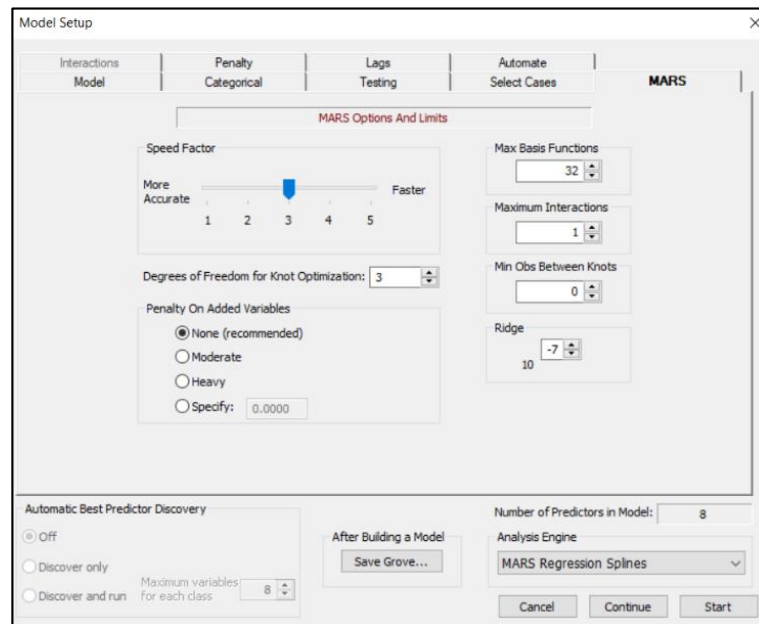 Model Setup
Interactions Penalty Lags Automate
Model Categorical Testing Select Cases MARS
MARS Options And Limits
Speed Factor
More
Accurate
Faster
1 2 3 4 5
Degrees of Freedom for Knot Optimization: 3
Penalty On Added Variables
None (recommended)
Moderate
Heavy
Specify: 0.0000
Max Basis Functions
32
Maximum Interactions
1
Min Obs Between Knots
0
Ridge
-7
10
Automatic Best Predictor Discovery
Off
Discover only
Discover and run
Maximum variables
for each class
8
After Building a Model
Save Grove...
Number of Predictors in Model: 8
Analysis Engine
MARS Regression Splines
Cancel Continue Start